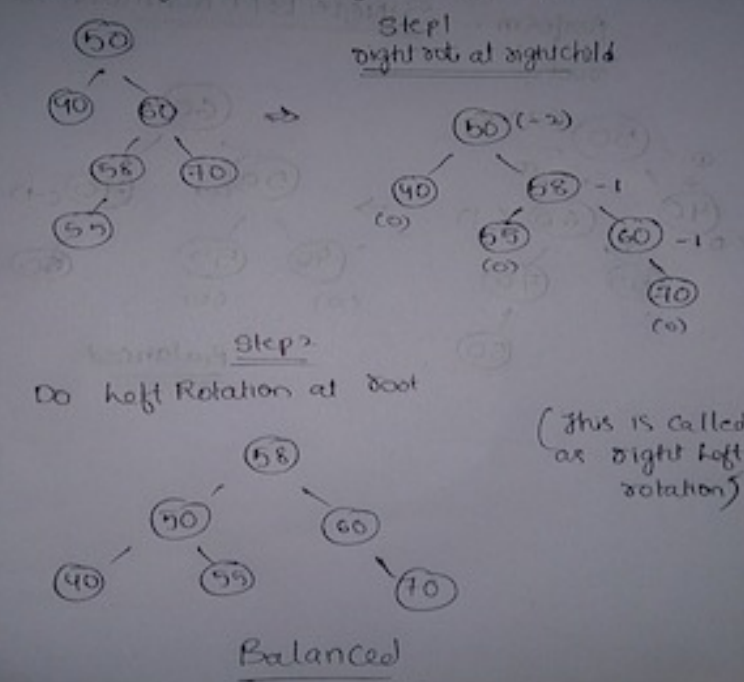 Step1
right rot. at rightchild
50
40 60
58 70
55
⇒
50 (-2)
40 58 -1
(0) 55 60 -1
(0) 70
(0)
Step2
Do Left Rotation at root
(This is called
as right Left
rotation)
58
50 60
40 55 70
Balanced